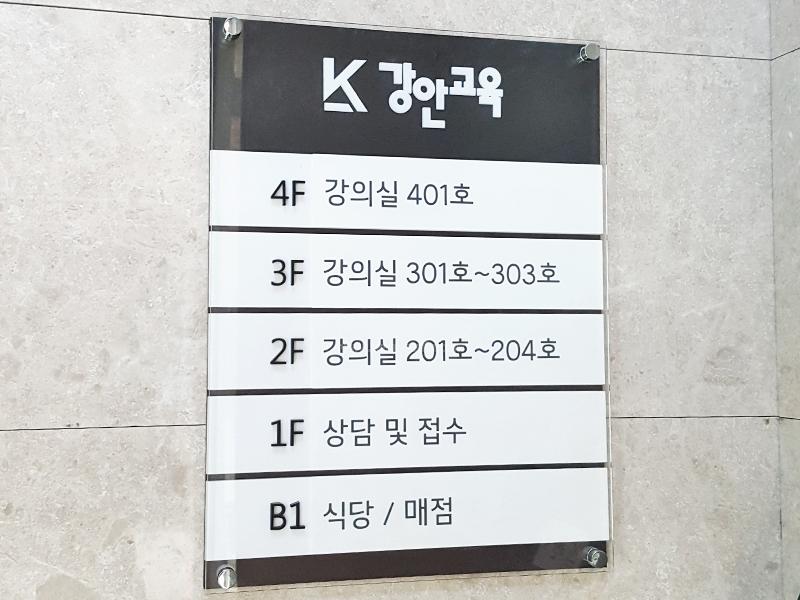 K 강안교육
4F 강의실 401호
3F 강의실 301호~303호
2F 강의실 201호~204호
1F 상담 및 접수
B1 식당 / 매점